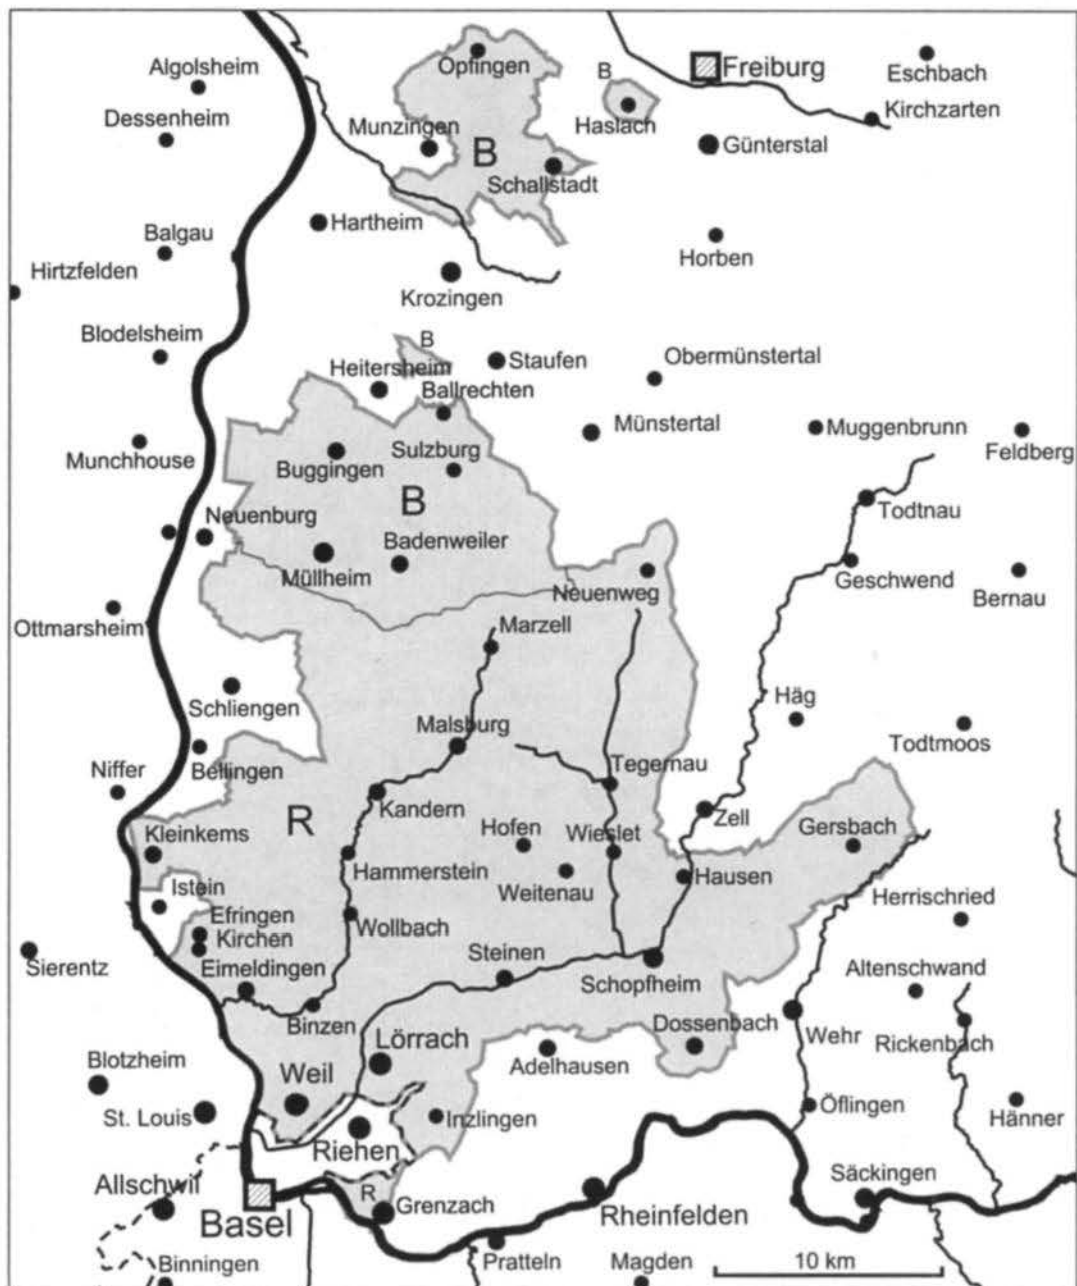 Opfingen
B
Freiburg
Eschbach
Algolsheim
Haslach
Kirchzarten
Dessenheim
Munzingen
B
Günterstal
Schallstadt
Hartheim
Balgau
Horben
Hirtzfelden
Krozingen
Blodelsheim
B
Staufen
Obermünstertal
Heitersheim
Ballrechten
Münstertal
Muggenbrunn
Feldberg
Munchhouse
Buggingen
Sulzburg
B
Todtnau
Neuenburg
Badenweiler
Müllheim
Geschwend
Neuenweg
Bernau
Ottmarsheim
Marzell
Schliengen
Häg
Malsburg
Todtmoos
Bellingen
Niffer
Tegernau
Kandern
Zell
R
Kleinkems
Hofen
Wieslet
Gersbach
Hammerstein
Weitenau
Hausen
Istein
Herrischried
Efringen
Kirchen
Wollbach
Sierentz
Eimeldingen
Steinen
Schopfheim
Altenschwand
Binzen
Dossenbach
Wehr
Rickenbach
Lörrach
Adelhausen
Blotzheim
Weil
St. Louis
Inzlingen
Öflingen
Hänner
Riehen
Säckingen
Allschwil
R
Basel
Grenzach
Rheinfelden
Pratteln
Binningen
Magden
10 km